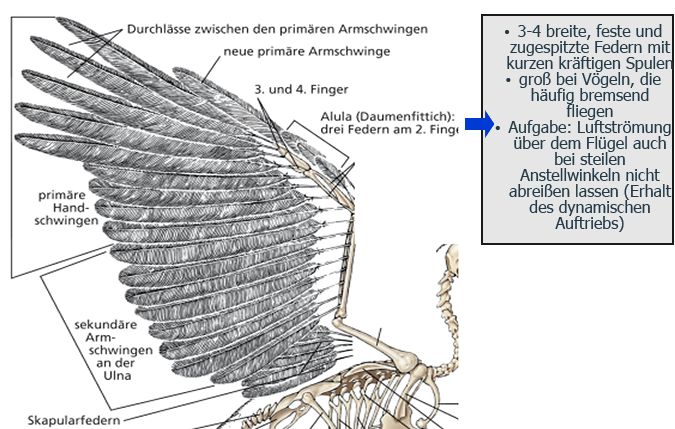 Durchlässe zwischen den primären Armschwingen
neue primäre Armschwinge
3. und 4. Finger
Alula (Daumenfittich):
drei Federn am 2. Finge
primäre
Hand-
schwingen
sekundäre
Arm-
schwingen
an der
Ulna
Skapularfedern
• 3-4 breite, feste und
zugespitzte Federn mit
kurzen kräftigen Spulen
• groß bei Vögeln, die
häufig bremsend
fliegen
• Aufgabe: Luftströmung
über dem Flügel auch
bei steilen
Anstellwinkeln nicht
abreißen lassen (Erhalt
des dynamischen
Auftriebs)